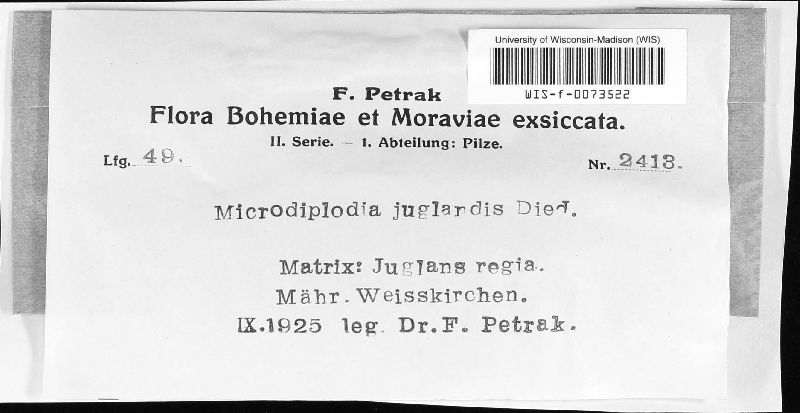 University of Wisconsin-Madison (WIS)
WIS-f-0073522
F. Petrak
Flora Bohemiae et Moraviae exsiccata.
II. Serie. — 1. Abteilung: Pilze.
Lfg. 49.
Nr. 2413.
Microdiplodia juglandis Died.
Matrix: Juglans regia.
Mähr. Weisskirchen.
IX.1925 leg. Dr. F. Petrak.